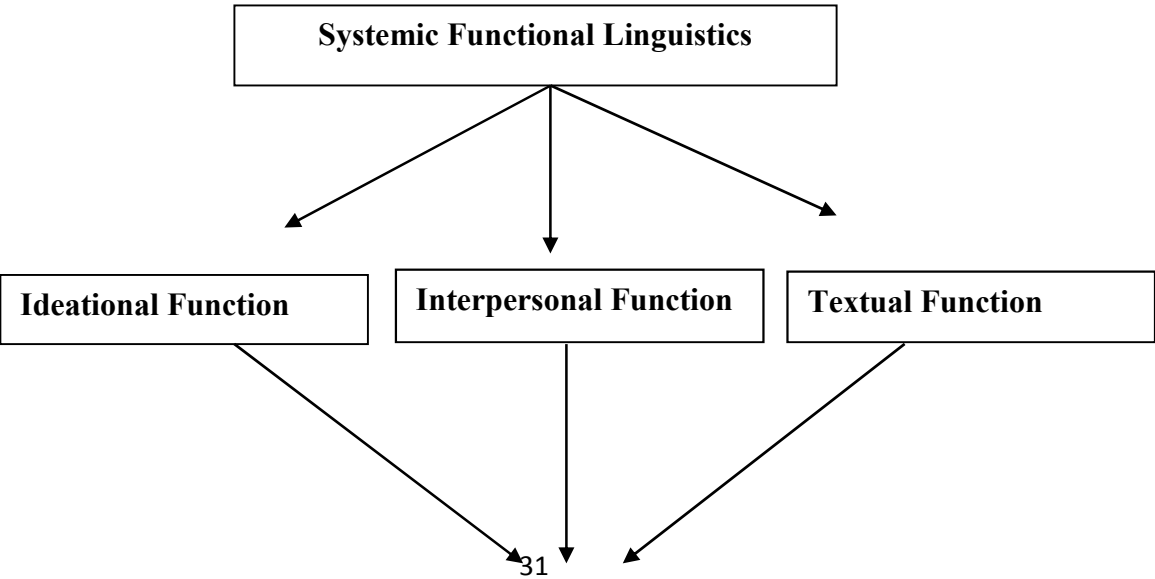 Systemic Functional Linguistics
Ideational Function
Interpersonal Function
Textual Function
31